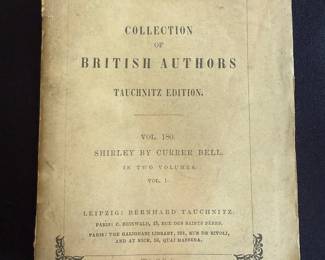 COLLECTION
OF
BRITISH AUTHORS
TAUCHNITZ EDITION.
VOL. 180.
SHIRLEY BY CURRER BELL.
IN TWO VOLUMES.
VOL. 1.
LEIPZIG: BERNHARD TAUCHNITZ.
PARIS: C. REINWALD, 15, RUE DES SAINTS PÈRES.
PARIS: THE GALIGNANI LIBRARY, 224, RUE DE RIVOLI,
AND AT NICE, 15, QUAI MASSENA.